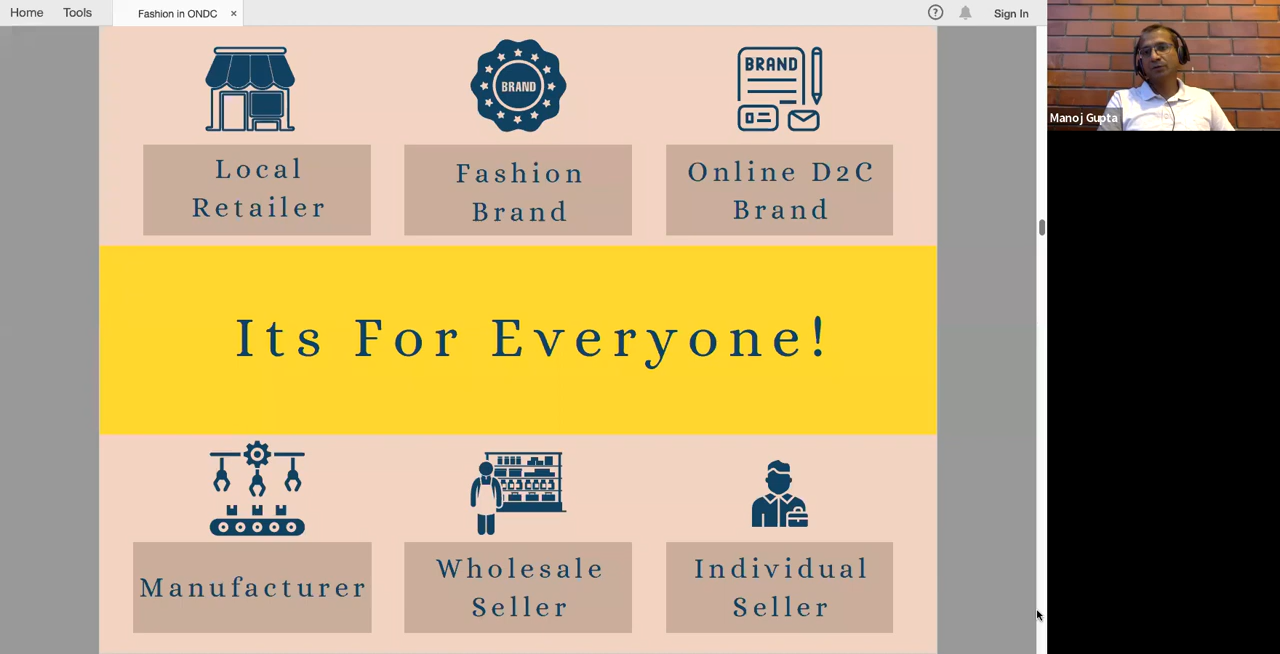 Home Tools Fashion in ONDC × ? Sign In
Manoj Gupta
BRAND
BRAND
Local
Retailer
Fashion
Brand
Online D2C
Brand
Its For Everyone!
Manufacturer
Wholesale
Seller
Individual
Seller